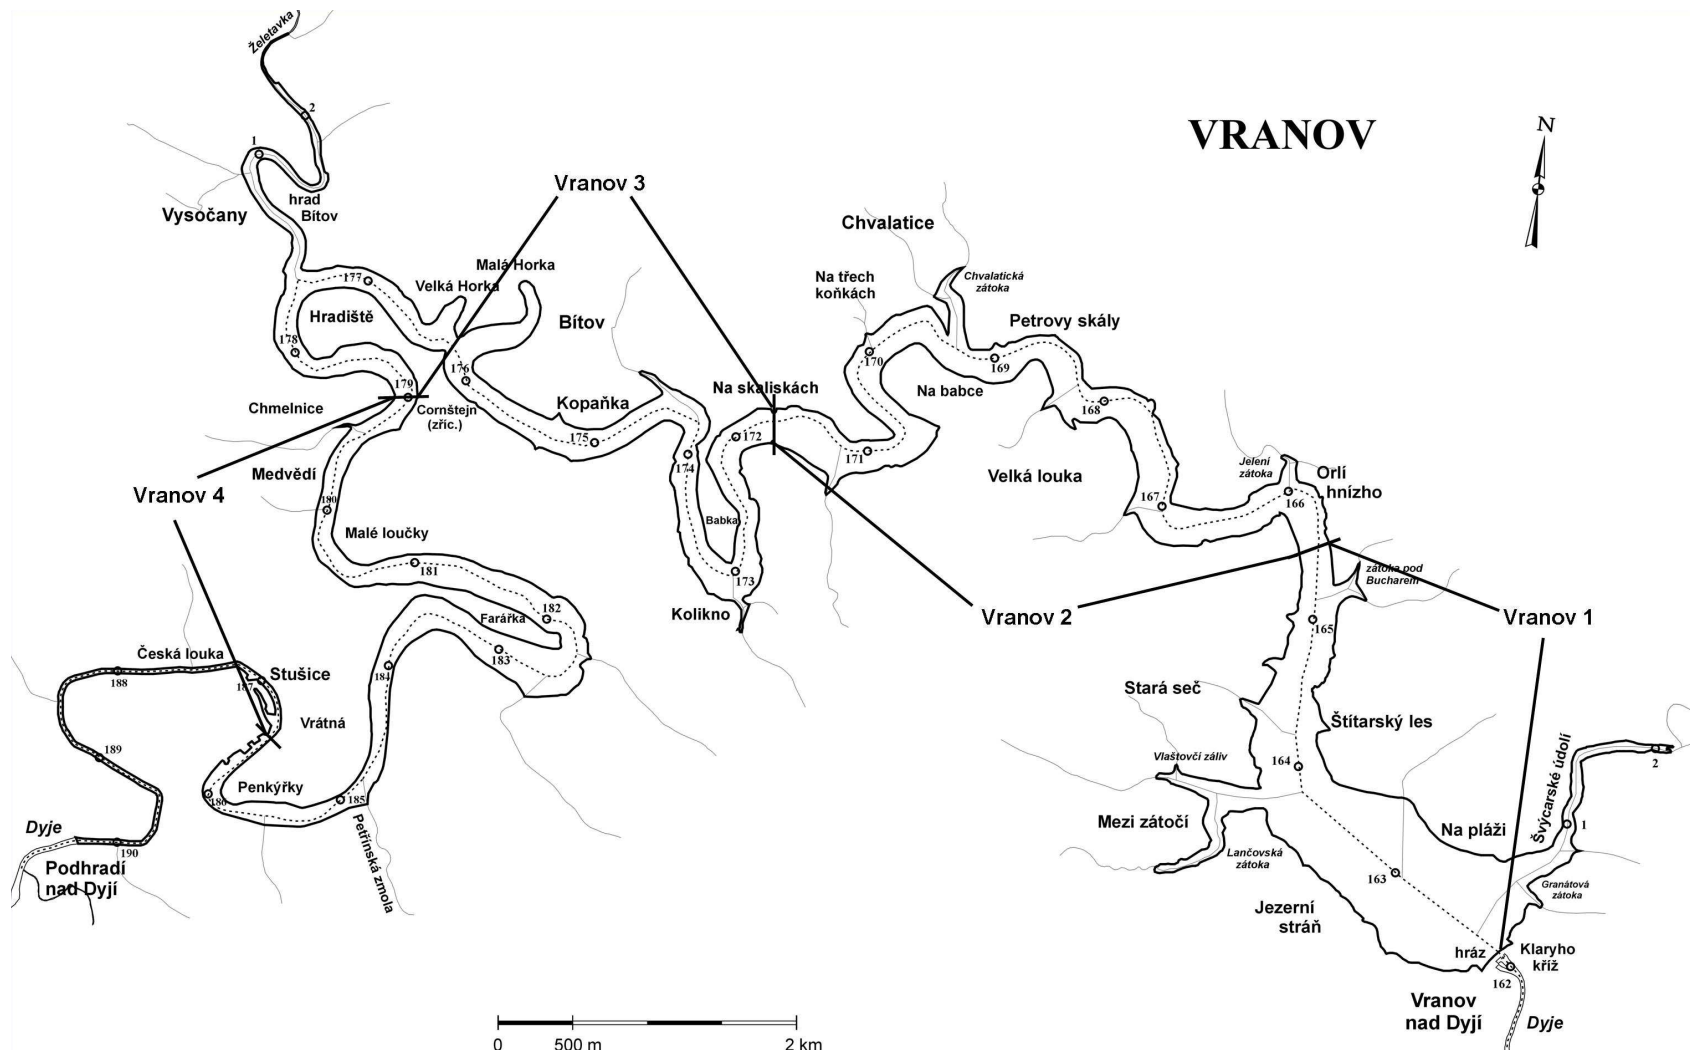 Želetavka
2
1
VRANOV
N
Vranov 3
Vysočany
hrad
Bítov
Chvalatice
Malá Horka
Velká Horka
177
Na třech
koňkách
Chvalatická
zátoka
Hradiště
Bítov
Petrovy skály
178
176
170
169
179
Na skaliskách
Na babce
Chmelnice
Cornštejn
(zříc.)
Kopaňka
168
175
172
171
174
Medvědí
Velká louka
Jelení
zátoka
Orlí
hnízho
Vranov 4
180
167
166
Babka
Malé loučky
181
173
zátoka pod
Bucharem
182
Kolikno
Vranov 2
Vranov 1
Farářka
165
183
Česká louka
188
187
Stušice
184
Stará seč
Vrátná
Štítarský les
189
Vlaštovčí záliv
164
Švýcarské údolí
2
186
Penkýřky
185
Mezi zátočí
Na pláži
1
Dyje
190
Petřínská zmola
Podhradí
nad Dyjí
Lančovská
zátoka
163
Granátová
zátoka
Jezerní
stráň
hráz
Klaryho
kříž
162
Vranov
nad Dyjí
Dyje
0
500 m
2 km